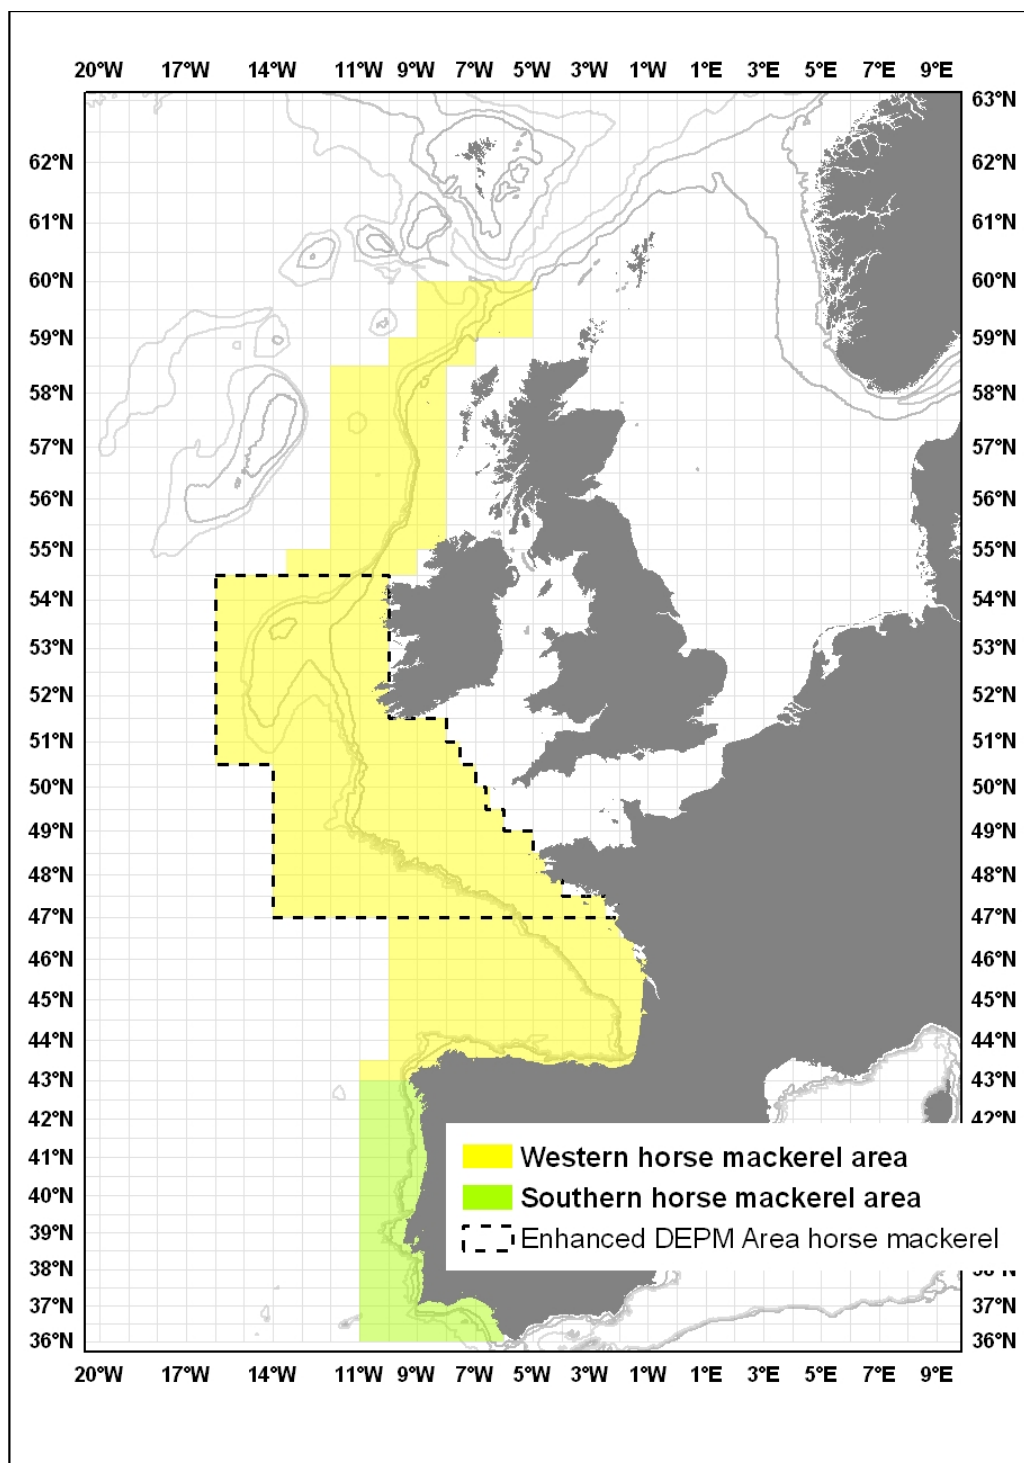 20°W 17°W 14°W 11°W 9°W 7°W 5°W 3°W 1°W 1°E 3°E 5°E 7°E 9°E
63°N
62°N 62°N
61°N 61°N
60°N 60°N
59°N 59°N
58°N 58°N
57°N 57°N
56°N 56°N
55°N 55°N
54°N 54°N
53°N 53°N
52°N 52°N
51°N 51°N
50°N 50°N
49°N 49°N
48°N 48°N
47°N 47°N
46°N 46°N
45°N 45°N
44°N 44°N
43°N 43°N
42°N 42°N
41°N
Western horse mackerel area
40°N
Southern horse mackerel area
39°N
Enhanced DEPM Area horse mackerel
38°N 38°N
37°N 37°N
36°N 36°N
20°W 17°W 14°W 11°W 9°W 7°W 5°W 3°W 1°W 1°E 3°E 5°E 7°E 9°E